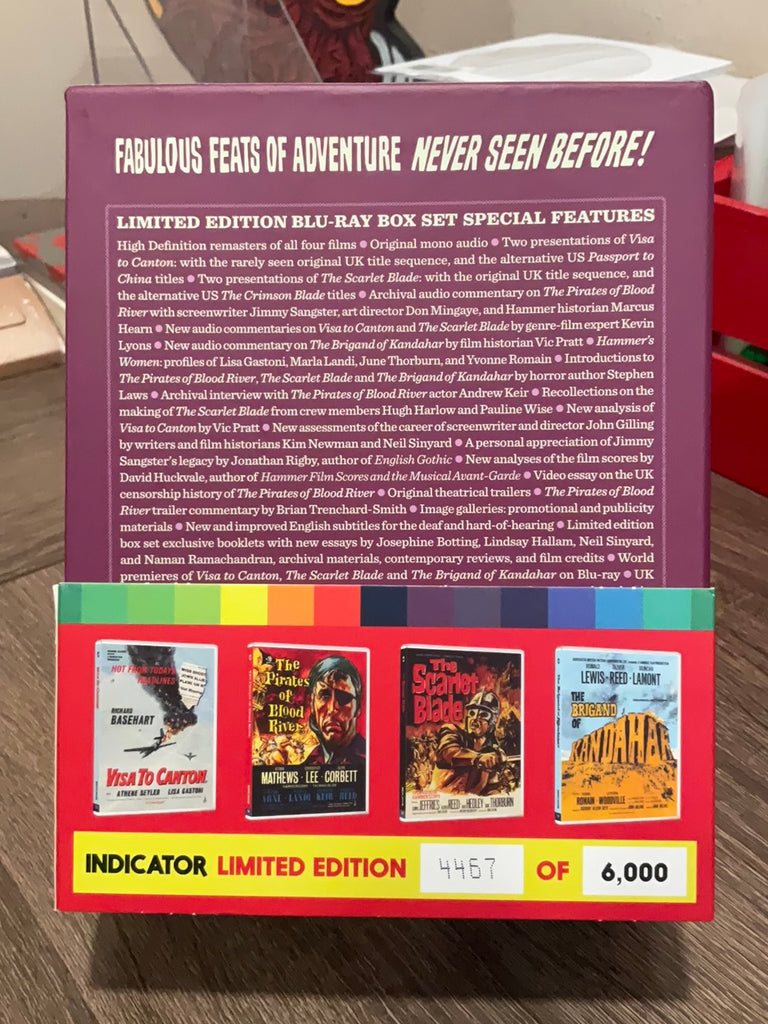 FABULOUS FEATS OF ADVENTURE NEVER SEEN BEFORE!
LIMITED EDITION BLU-RAY BOX SET SPECIAL FEATURES
High Definition remasters of all four films ● Original mono audio ● Two presentations of Visa
to Canton: with the rarely seen original UK title sequence, and the alternative US Passport to
China titles ● Two presentations of The Scarlet Blade: with the original UK title sequence, and
the alternative US The Crimson Blade titles ● Archival audio commentary on The Pirates of Blood
River with screenwriter Jimmy Sangster, art director Don Mingaye, and Hammer historian Marcus
Hearn ● New audio commentaries on Visa to Canton and The Scarlet Blade by genre-film expert Kevin
Lyons ● New audio commentary on The Brigand of Kandahar by film historian Vic Pratt ● Hammer's
Women: profiles of Lisa Gastoni, Marla Landi, June Thorburn, and Yvonne Romain ● Introductions to
The Pirates of Blood River, The Scarlet Blade and The Brigand of Kandahar by horror author Stephen
Laws ● Archival interview with The Pirates of Blood River actor Andrew Keir ● Recollections on the
making of The Scarlet Blade from crew members Hugh Harlow and Pauline Wise ● New analysis of
Visa to Canton by Vic Pratt ● New assessments of the career of screenwriter and director John Gilling
by writers and film historians Kim Newman and Neil Sinyard ● A personal appreciation of Jimmy
Sangster's legacy by Jonathan Rigby, author of English Gothic ● New analyses of the film scores by
David Huckvale, author of Hammer Film Scores and the Musical Avant-Garde ● Video essay on the UK
censorship history of The Pirates of Blood River ● Original theatrical trailers ● The Pirates of Blood
River trailer commentary by Brian Trenchard-Smith ● Image galleries: promotional and publicity
materials ● New and improved English subtitles for the deaf and hard-of-hearing ● Limited edition
box set exclusive booklets with new essays by Josephine Botting, Lindsay Hallam, Neil Sinyard,
and Naman Ramachandran, archival materials, contemporary reviews, and film credits ● World
premieres of Visa to Canton, The Scarlet Blade and The Brigand of Kandahar on Blu-ray ● UK
HOT FROM TODAY'S
HEADLINES
RICHARD
BASEHART
VISA TO CANTON
ATHENE SEYLER LISA GASTONI
The
Pirates
of
Blood
River
MATHEWS LEE CORBETT
The
Scarlet
Blade
JEFFRIES REED HEDLEY THORBURN
RONALD OLIVER DUNCAN
LEWIS REED LAMONT
THE
BRIGAND
OF
KANDAHAR
ROMAIN WOODVILLE
INDICATOR LIMITED EDITION 4467 OF 6,000